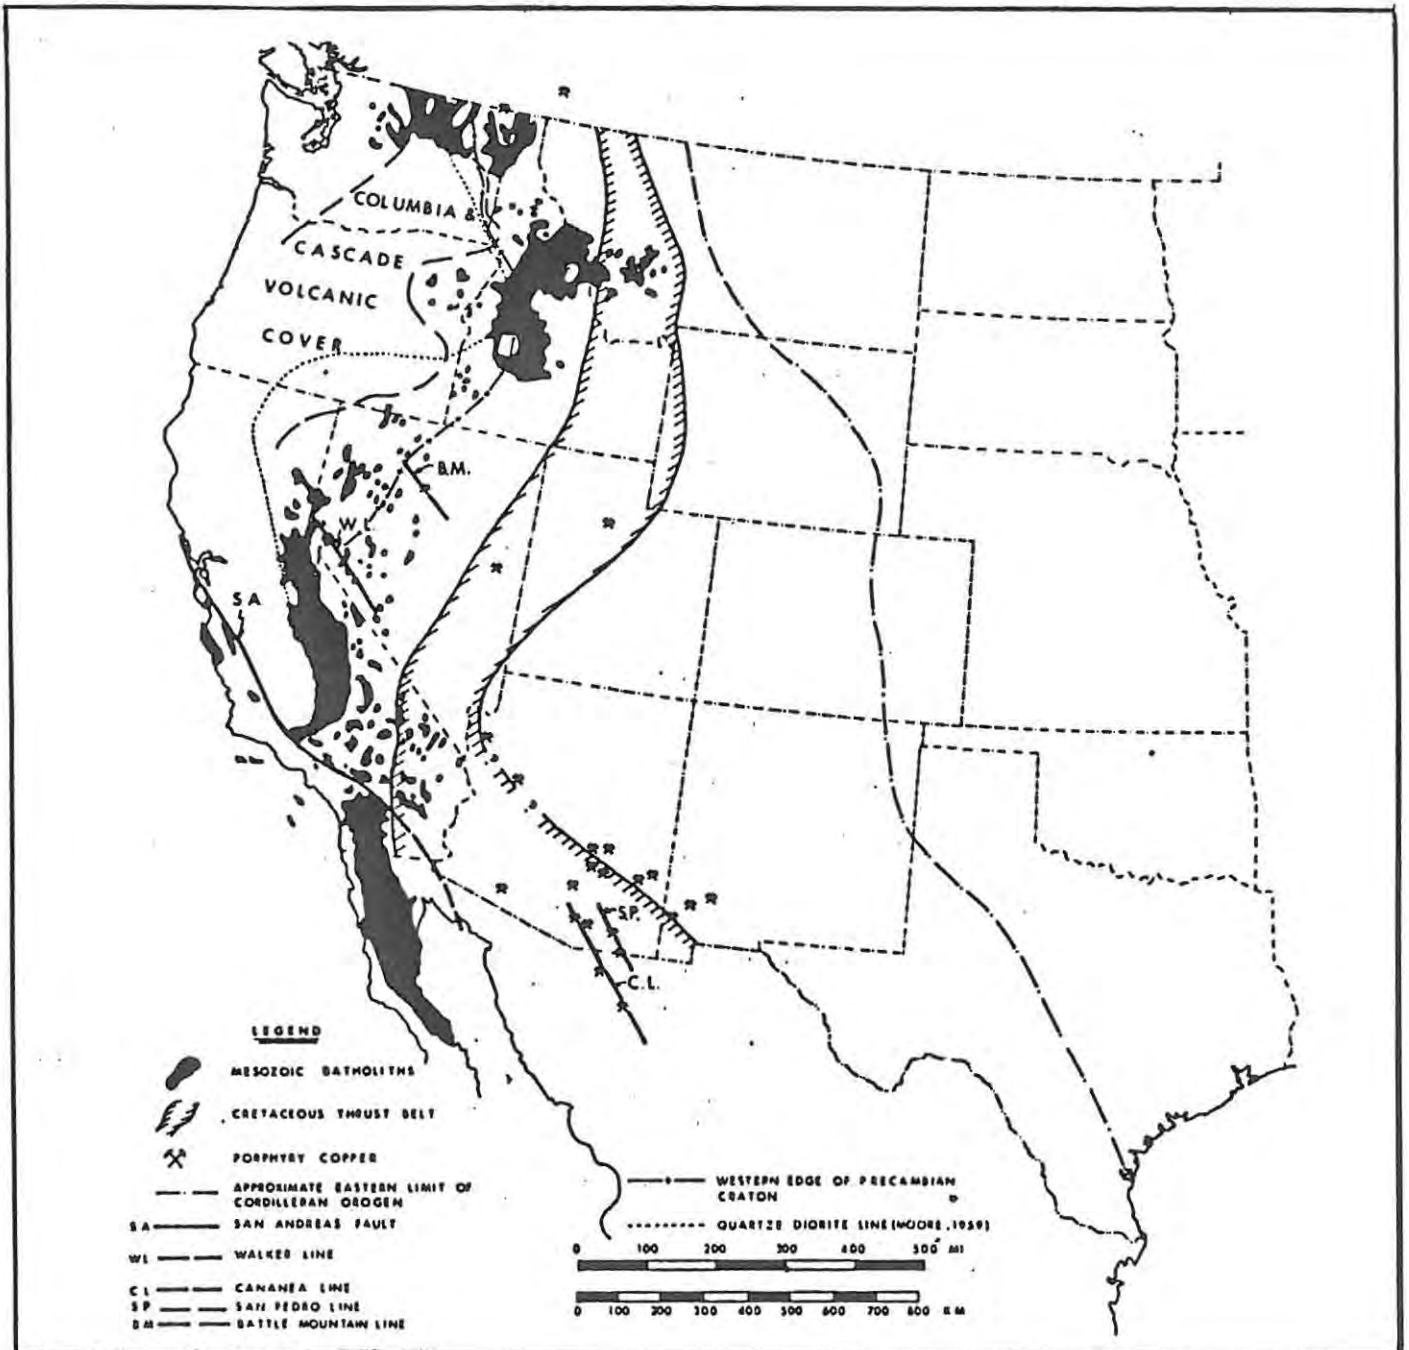 COLUMBIA &
CASCADE
VOLCANIC
COVER
B.M.
W L
S A
S.P.
C.L.
LEGEND
MESOZOIC BATHOLITHS
CRETACEOUS THRUST BELT
PORPHYRY COPPER
APPROXIMATE EASTERN LIMIT OF
CORDILLERAN OROGEN
SA SAN ANDREAS FAULT
WL WALKER LINE
CL CANANEA LINE
SP SAN PEDRO LINE
BM BATTLE MOUNTAIN LINE
WESTERN EDGE OF PRECAMBIAN
CRATON
QUARTZE DIORITE LINE (MOORE, 1959)
0 100 200 300 400 500 MI
0 100 200 300 400 500 600 700 800 KM